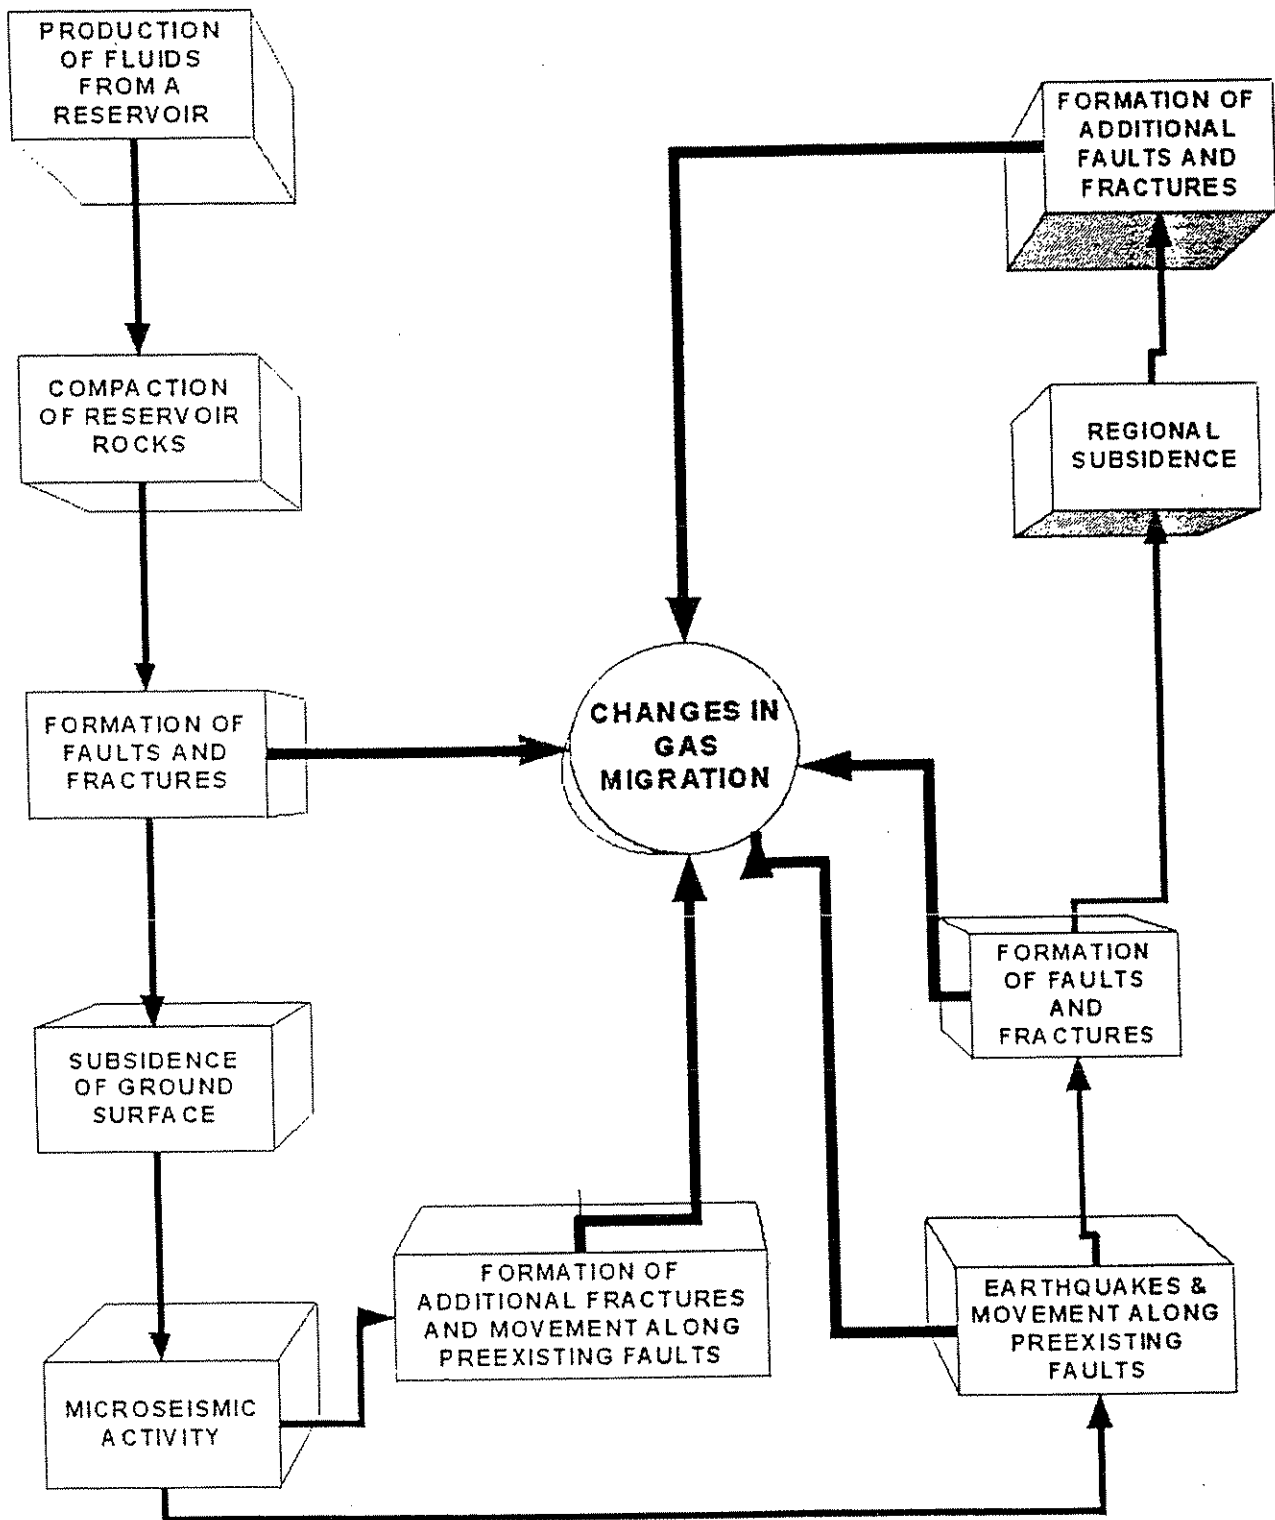 PRODUCTION
OF FLUIDS
FROM A
RESERVOIR
COMPACTION
OF RESERVOIR
ROCKS
FORMATION OF
FAULTS AND
FRACTURES
SUBSIDENCE
OF GROUND
SURFACE
MICROSEISMIC
ACTIVITY
FORMATION OF
ADDITIONAL FRACTURES
AND MOVEMENT ALONG
PREEXISTING FAULTS
CHANGES IN
GAS
MIGRATION
FORMATION OF
ADDITIONAL
FAULTS AND
FRACTURES
REGIONAL
SUBSIDENCE
FORMATION
OF FAULTS
AND
FRACTURES
EARTHQUAKES &
MOVEMENT ALONG
PREEXISTING
FAULTS